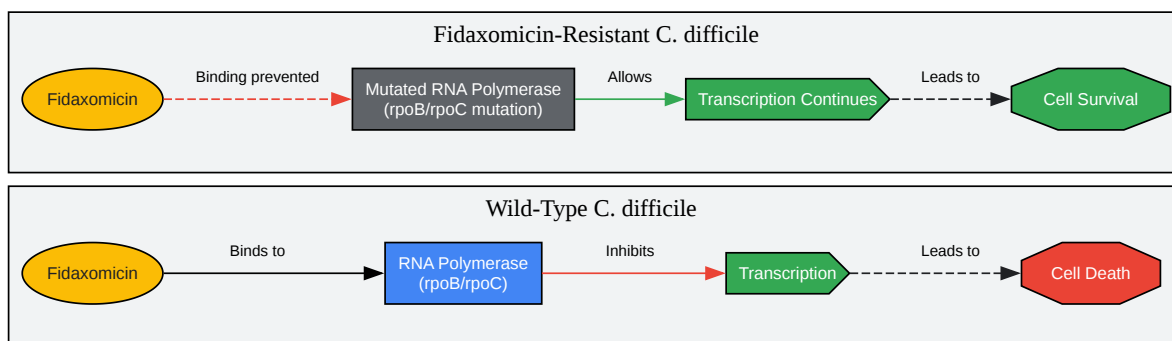 Fidaxomicin-Resistant C. difficile
Fidaxomicin
Binding prevented
Mutated RNA Polymerase
(rpoB/rpoC mutation)
Allows
Transcription Continues
Leads to
Cell Survival
Wild-Type C. difficile
Fidaxomicin
Binds to
RNA Polymerase
(rpoB/rpoC)
Inhibits
Transcription
Leads to
Cell Death